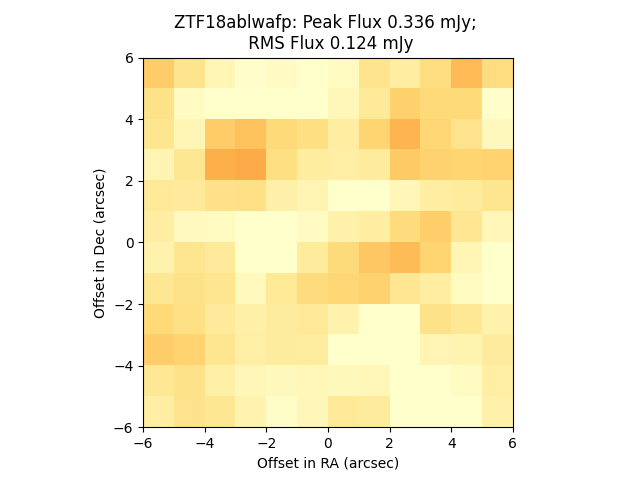 ZTF18ablwafp: Peak Flux 0.336 mJy;
RMS Flux 0.124 mJy
6
4
2
0
−2
−4
−6
Offset in Dec (arcsec)
−6 −4 −2 0 2 4 6
Offset in RA (arcsec)